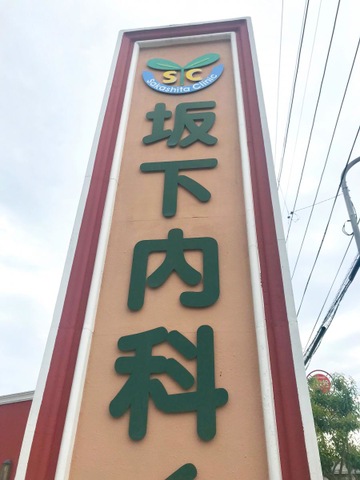 SC
Sakashita Clinic
坂下内科